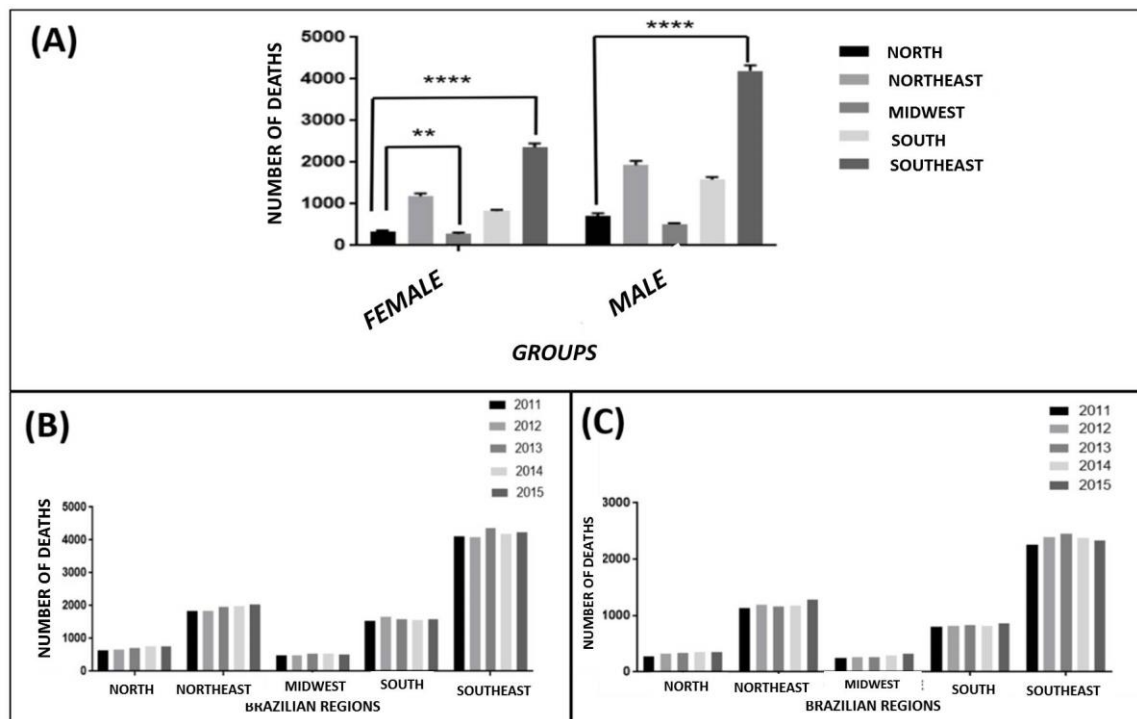 (A)
NUMBER OF DEATHS
5000
4000
3000
2000
1000
0
****
**
****
FEMALE
MALE
GROUPS
NORTH
NORTHEAST
MIDWEST
SOUTH
SOUTHEAST
(B)
2011
2012
2013
2014
2015
NUMBER OF DEATHS
5000
4000
3000
2000
1000
0
NORTH
NORTHEAST
MIDWEST
SOUTH
SOUTHEAST
BRAZILIAN REGIONS
(C)
2011
2012
2013
2014
2015
NUMBER OF DEATHS
3000
2000
1000
0
NORTH
NORTHEAST
MIDWEST
SOUTH
SOUTHEAST
BRAZILIAN REGIONS